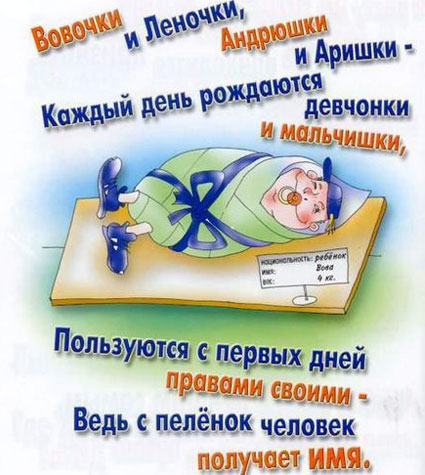 Вовочки
и Леночки,
Андрюшки
и Аришки -
Каждый день рождаются
девчонки
и мальчишки,
национальность: ребёнок
имя: Вова
вес: 4 кг.
Пользуются с первых дней
правами своими -
Ведь с пелёнок человек
получает ИМЯ.